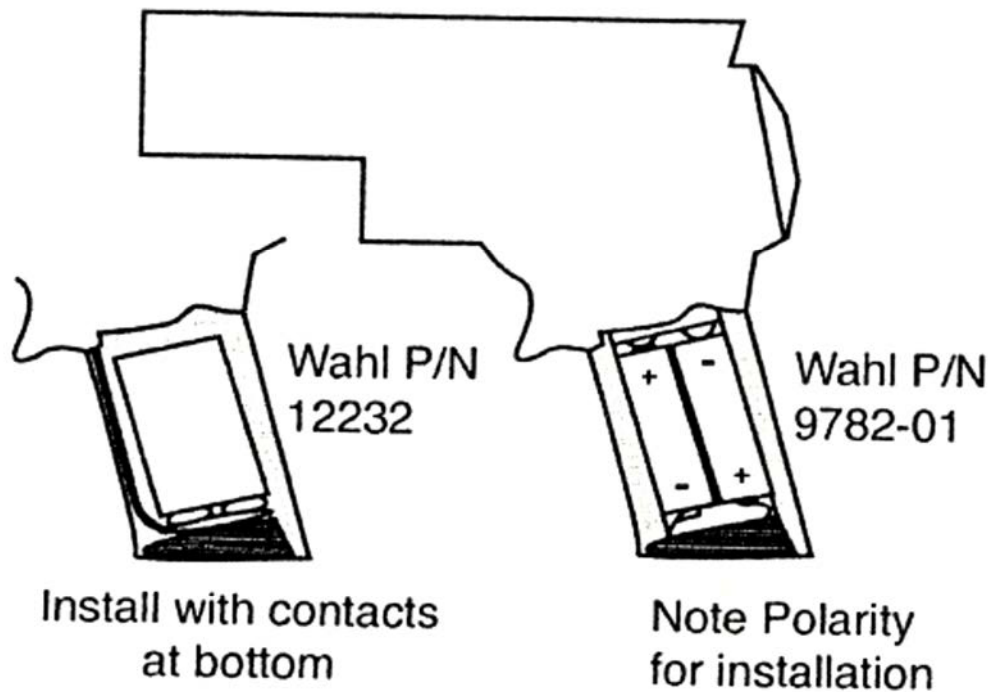 Wahl P/N
12232
+
-
-
+
Wahl P/N
9782-01
Install with contacts
at bottom
Note Polarity
for installation